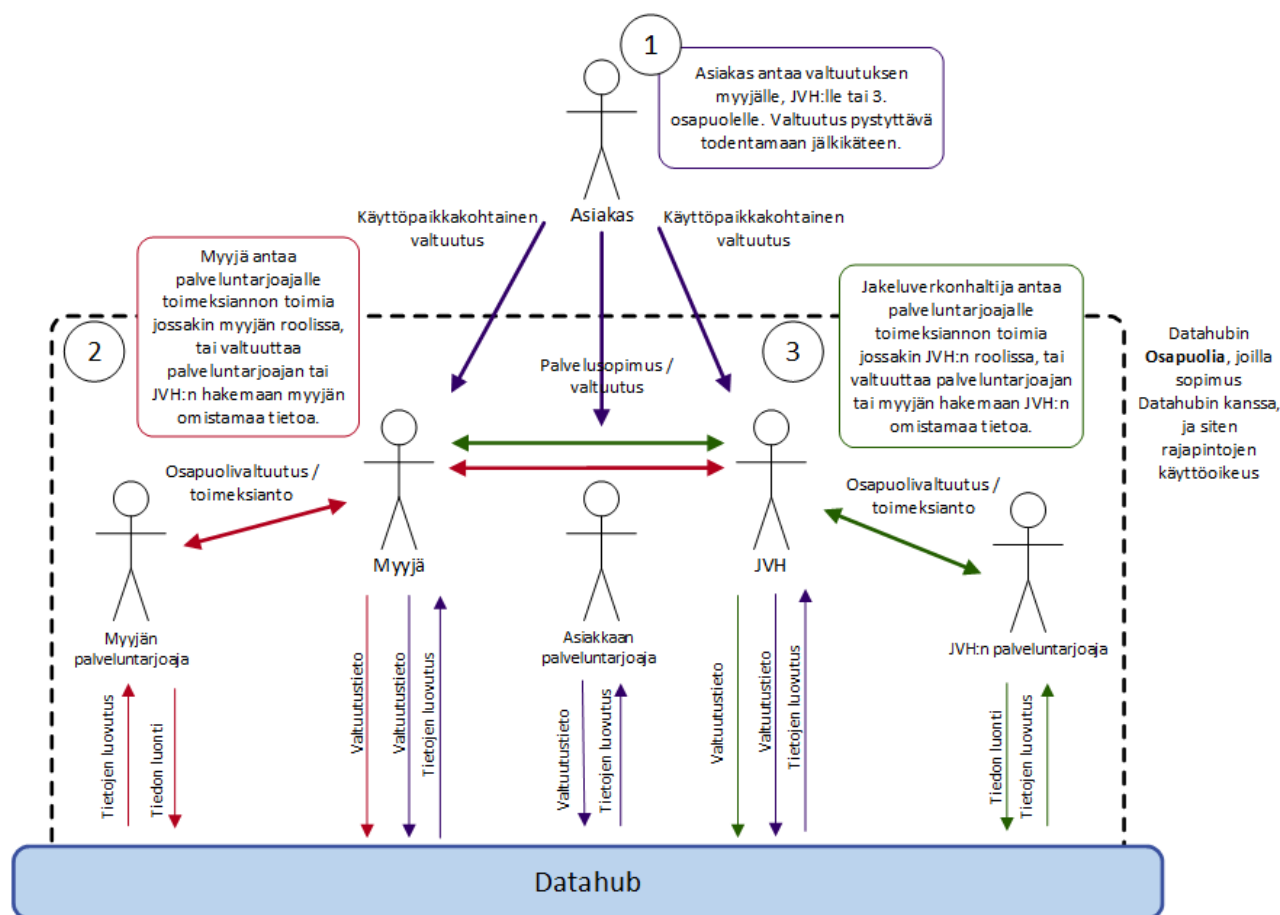 1
Asiakas antaa valtuutuksen
myyjälle, JVH:lle tai 3.
osapuolelle. Valtuutus pystyttävä
todentamaan jälkikäteen.
Asiakas
Käyttöpaikkakohtainen
valtuutus
Käyttöpaikkakohtainen
valtuutus
2
Myyjä antaa
palveluntarjoajalle
toimeksiannon toimia
jossakin myyjän roolissa,
tai valtuuttaa
palveluntarjoajan tai
JVH:n hakemaan myyjän
omistamaa tietoa.
Palvelusopimus /
valtuutus
3
Jakeluverkonhaltija antaa
palveluntarjoajalle
toimeksiannon toimia
jossakin JVH:n roolissa, tai
valtuuttaa palveluntarjoajan
tai myyjän hakemaan JVH:n
omistamaa tietoa.
Datahubin
Osapuolia, joilla
sopimus
Datahubin kanssa,
ja siten
rajapintojen
käyttöoikeus
Osapuolivaltuutus /
toimeksianto
Osapuolivaltuutus /
toimeksianto
Myyjä
JVH
Myyjän
palveluntarjoaja
Asiakkaan
palveluntarjoaja
JVH:n palveluntarjoaja
Tietojen luovutus
Tiedon luonti
Valtuutustieto
Valtuutustieto
Tietojen luovutus
Valtuutustieto
Tietojen luovutus
Valtuutustieto
Valtuutustieto
Tietojen luovutus
Tiedon luonti
Tietojen luovutus
Datahub